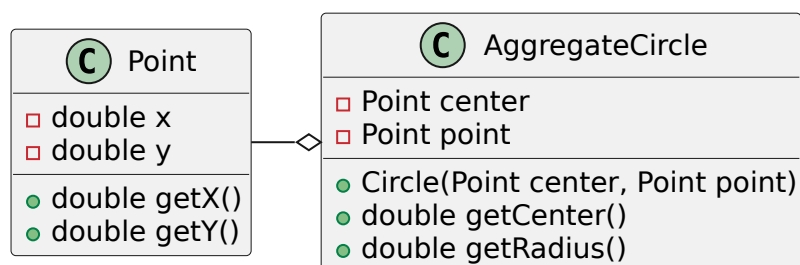 C Point
double x
double y
double getX()
double getY()
C AggregateCircle
Point center
Point point
Circle(Point center, Point point)
double getCenter()
double getRadius()